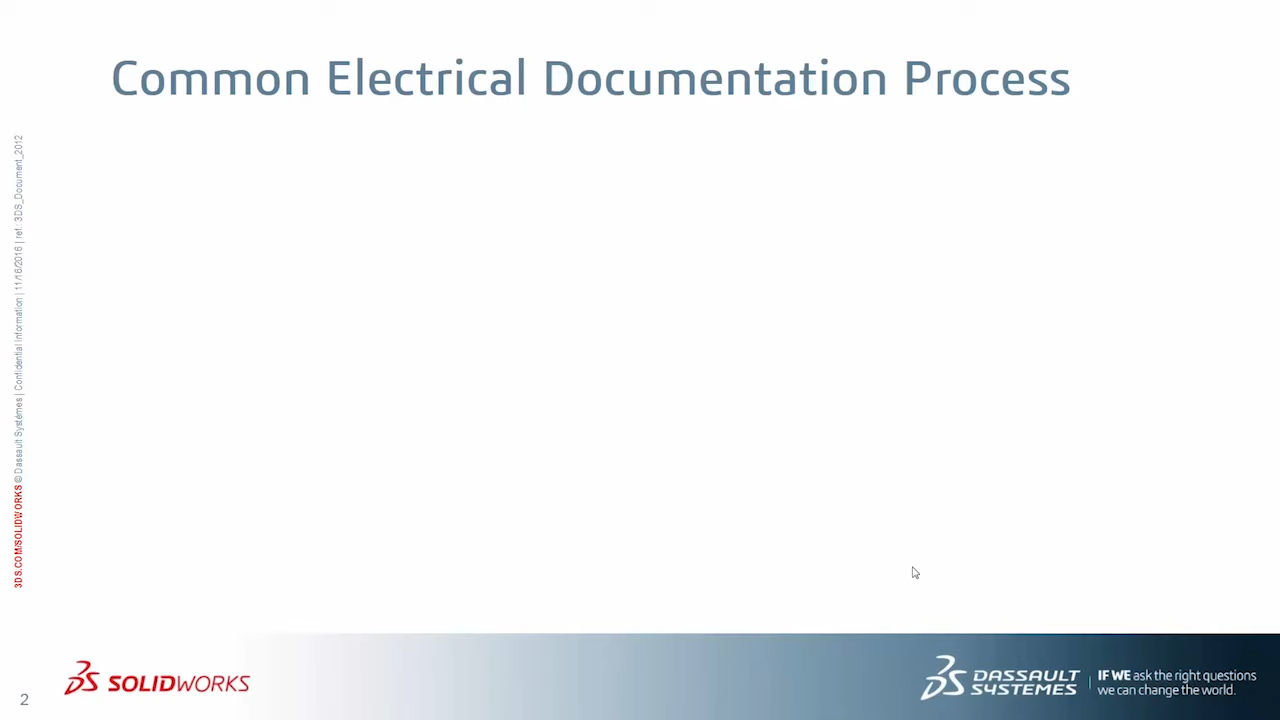 Common Electrical Documentation Process
3DS.COM/SOLIDWORKS © Dassault Systèmes | Confidential Information | 11/16/2016 | ref.: 3DS_Document_2012
2
SOLIDWORKS
DASSAULT
SYSTEMES
IF WE ask the right questions
we can change the world.